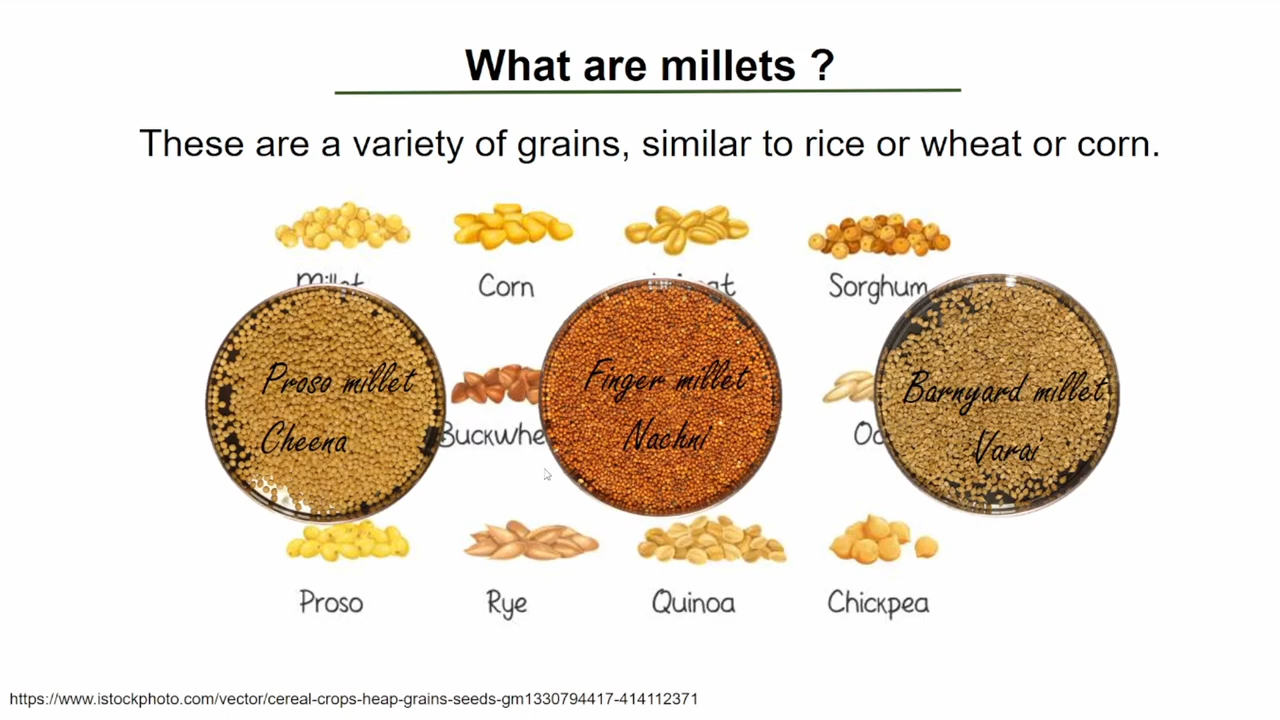 What are millets ?
These are a variety of grains, similar to rice or wheat or corn.
Millet Corn Sorghum
Proso millet Finger millet Barnyard millet
Cheena Nachni Varai
Proso Rye Quinoa Chickpea
https://www.istockphoto.com/vector/cereal-crops-heap-grains-seeds-gm1330794417-414112371